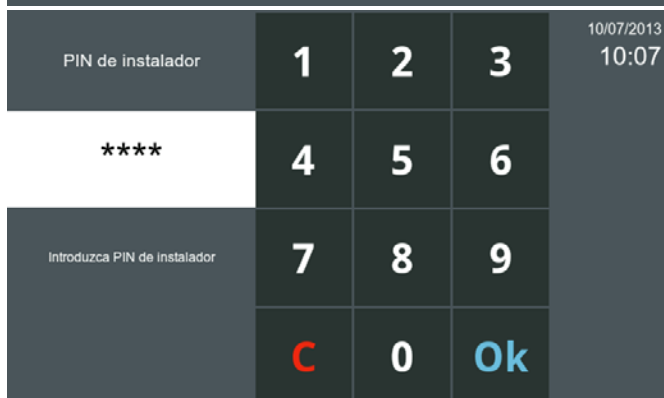 10/07/2013
PIN de instalador
1 2 3
10:07
****
4 5 6
Introduzca PIN de instalador
7 8 9
C 0 Ok